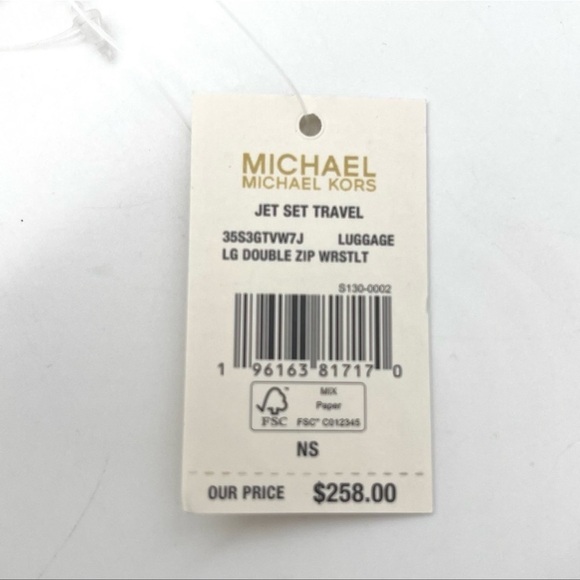 MICHAEL
MICHAEL KORS
JET SET TRAVEL
35S3GTVW7J LUGGAGE
LG DOUBLE ZIP WRSTLT
S130-0002
1 96163 81717 0
MIX
Paper
FSC FSC® C012345
NS
OUR PRICE $258.00